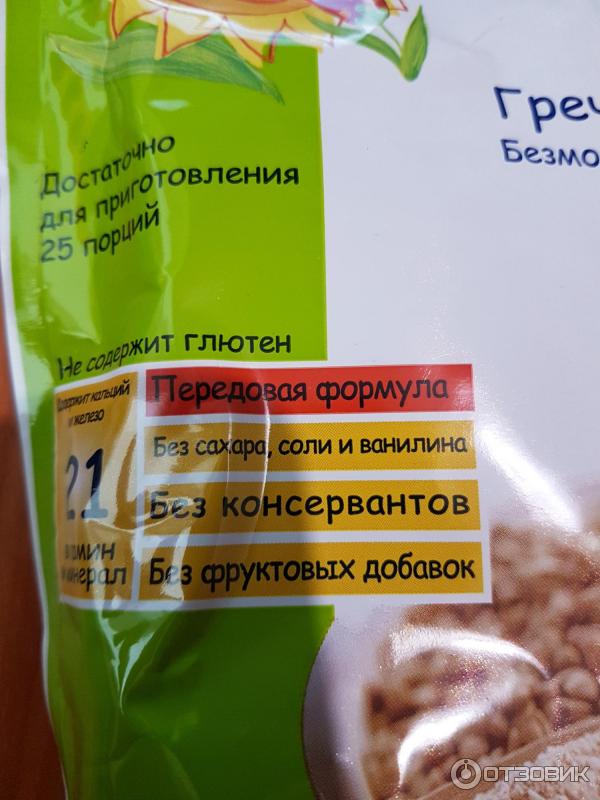 Греч
Безмо
Достаточно
для приготовления
25 порций
Не содержит глютен
Содержит кальций
и железо
21
витамин
и минерал
Передовая формула
Без сахара, соли и ванилина
Без консервантов
Без фруктовых добавок
ОТЗОВИК